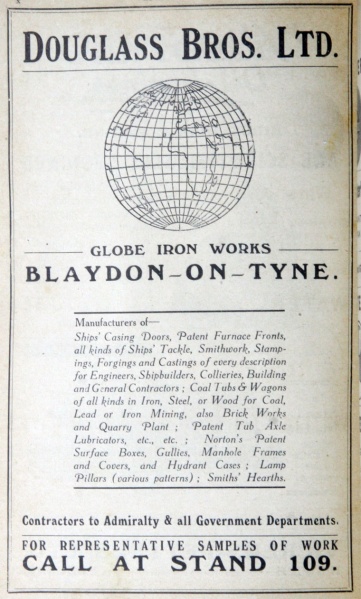 DOUGLASS BROS. LTD.
GLOBE IRON WORKS
BLAYDON-ON-TYNE.
Manufacturers of—
Ships' Casing Doors, Patent Furnace Fronts,
all kinds of Ships' Tackle, Smithwork, Stamp-
ings, Forgings and Castings of every description
for Engineers, Shipbuilders, Collieries, Building
and General Contractors ; Coal Tubs & Wagons
of all kinds in Iron, Steel, or Wood for Coal,
Lead or Iron Mining, also Brick Works
and Quarry Plant ; Patent Tub Axle
Lubricators, etc., etc. ; Norton's Patent
Surface Boxes, Gullies, Manhole Frames
and Covers, and Hydrant Cases ; Lamp
Pillars (various patterns) ; Smiths' Hearths.
Contractors to Admiralty & all Government Departments.
FOR REPRESENTATIVE SAMPLES OF WORK
CALL AT STAND 109.